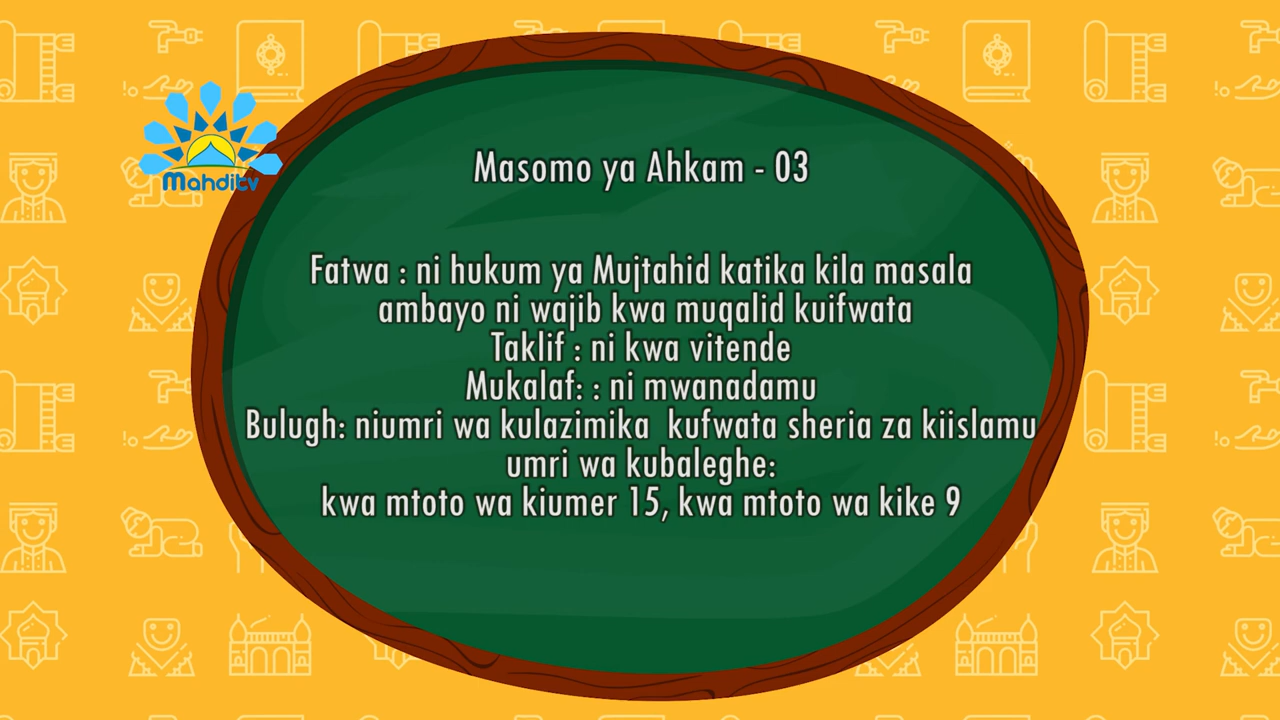 Mahditv
Masomo ya Ahkam - 03
Fatwa : ni hukum ya Mujtahid katika kila masala
ambayo ni wajib kwa muqalid kuifwata
Taklif : ni kwa vitende
Mukalaf: : ni mwanadamu
Bulugh: niumri wa kulazimika  kufwata sheria za kiislamu
umri wa kubaleghe:
kwa mtoto wa kiumer 15, kwa mtoto wa kike 9